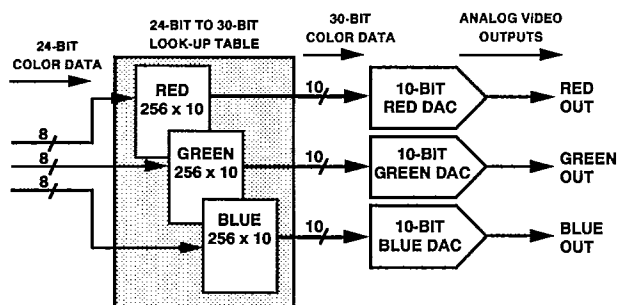 24-BIT
COLOR DATA
24-BIT TO 30-BIT
LOOK-UP TABLE
30-BIT
COLOR DATA
ANALOG VIDEO
OUTPUTS
8
8
8
RED
256 x 10
GREEN
256 x 10
BLUE
256 x 10
10
10
10
10-BIT
RED DAC
10-BIT
GREEN DAC
10-BIT
BLUE DAC
RED
OUT
GREEN
OUT
BLUE
OUT